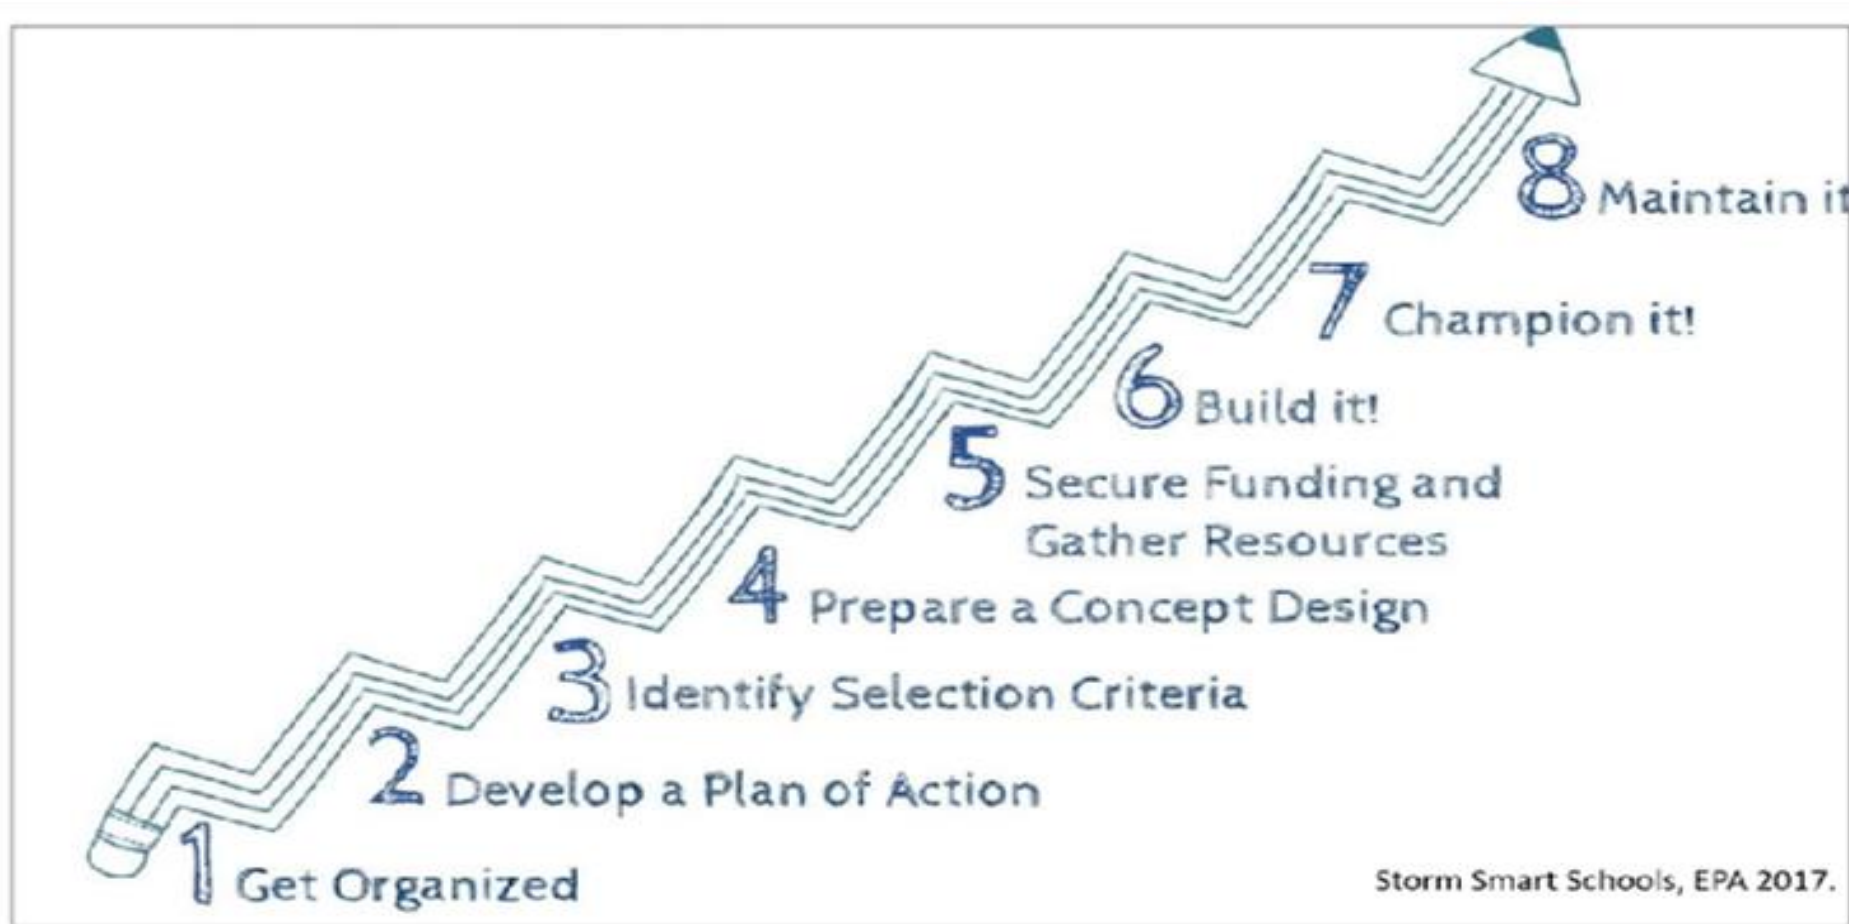 8 Maintain it
7 Champion it!
6 Build it!
5 Secure Funding and
Gather Resources
4 Prepare a Concept Design
3 Identify Selection Criteria
2 Develop a Plan of Action
1 Get Organized
Storm Smart Schools, EPA 2017.